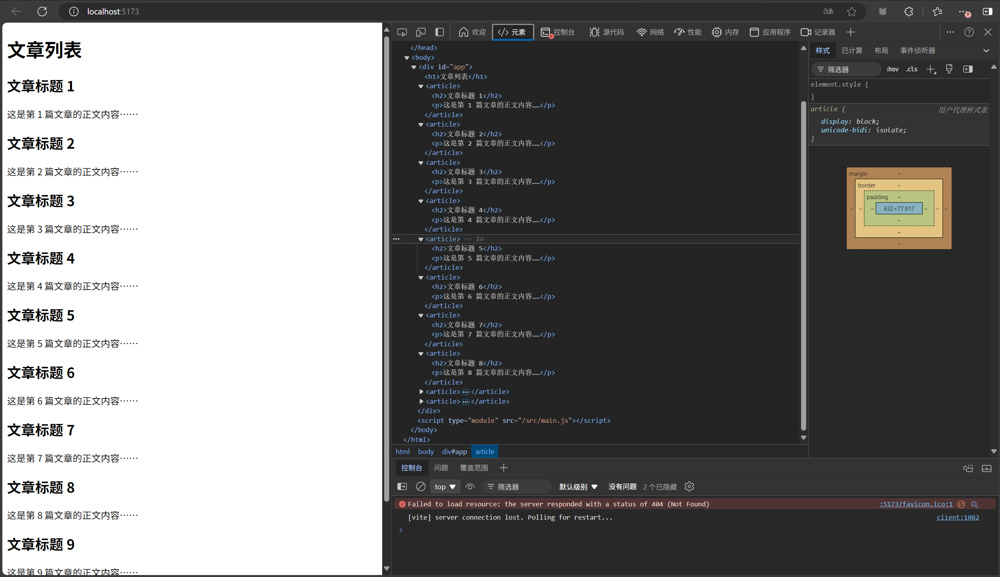 localhost:5173
文章列表
文章标题 1
这是第 1 篇文章的正文内容……
文章标题 2
这是第 2 篇文章的正文内容……
文章标题 3
这是第 3 篇文章的正文内容……
文章标题 4
这是第 4 篇文章的正文内容……
文章标题 5
这是第 5 篇文章的正文内容……
文章标题 6
这是第 6 篇文章的正文内容……
文章标题 7
这是第 7 篇文章的正文内容……
文章标题 8
这是第 8 篇文章的正文内容……
文章标题 9
这是第 9 篇文章的正文内容……
欢迎 元素 控制台 源代码 网络 性能 内存 应用程序 记录器
</head>
<body>
<div id="app">
<h1>文章列表</h1>
<article>
<h2>文章标题 1</h2>
<p>这是第 1 篇文章的正文内容……</p>
</article>
<article>
<h2>文章标题 2</h2>
<p>这是第 2 篇文章的正文内容……</p>
</article>
<article>
<h2>文章标题 3</h2>
<p>这是第 3 篇文章的正文内容……</p>
</article>
<article>
<h2>文章标题 4</h2>
<p>这是第 4 篇文章的正文内容……</p>
</article>
<article> == $0
<h2>文章标题 5</h2>
<p>这是第 5 篇文章的正文内容……</p>
</article>
<article>
<h2>文章标题 6</h2>
<p>这是第 6 篇文章的正文内容……</p>
</article>
<article>
<h2>文章标题 7</h2>
<p>这是第 7 篇文章的正文内容……</p>
</article>
<article>
<h2>文章标题 8</h2>
<p>这是第 8 篇文章的正文内容……</p>
</article>
<article>…</article>
<article>…</article>
</div>
<script type="module" src="/src/main.js"></script>
</body>
</html>
html body div#app article
样式 已计算 布局 事件侦听器
筛选器 :hov .cls
element.style {
}
article { 用户代理样式表
display: block;
unicode-bidi: isolate;
}
margin –
border –
padding –
– – – 632×77.917 – – –
–
–
–
控制台 问题 覆盖范围
top 筛选器 默认级别 没有问题 2 个已隐藏
Failed to load resource: the server responded with a status of 404 (Not Found) :5173/favicon.ico:1
[vite] server connection lost. Polling for restart... client:1082